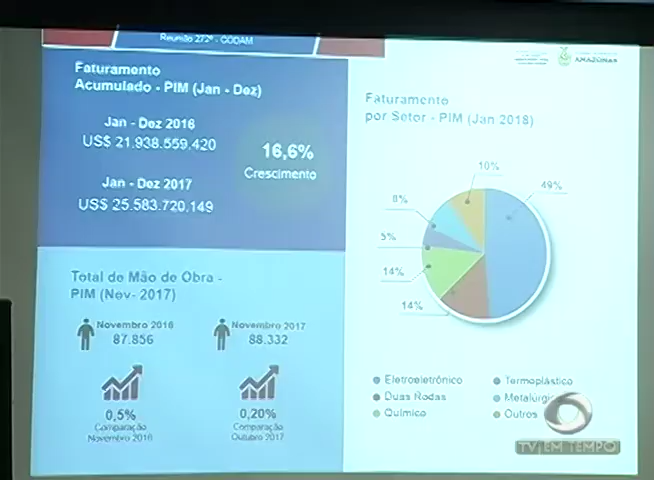 Reunião 272ª - CODAM
AMAZONAS
Faturamento
Acumulado - PIM (Jan - Dez)
Jan - Dez 2016
US$ 21.938.559.420
16,6%
Crescimento
Jan - Dez 2017
US$ 25.583.720.149
Faturamento
por Setor - PIM (Jan 2018)
10%
49%
8%
5%
14%
14%
Total de Mão de Obra -
PIM (Nov- 2017)
Novembro 2016
87.856
Novembro 2017
88.332
0,5%
Comparação
Novembro 2016
0,20%
Comparação
Outubro 2017
Eletroeletrônico
Termoplástico
Duas Rodas
Metalúrgic
Químico
Outros
TV EM TEMPO